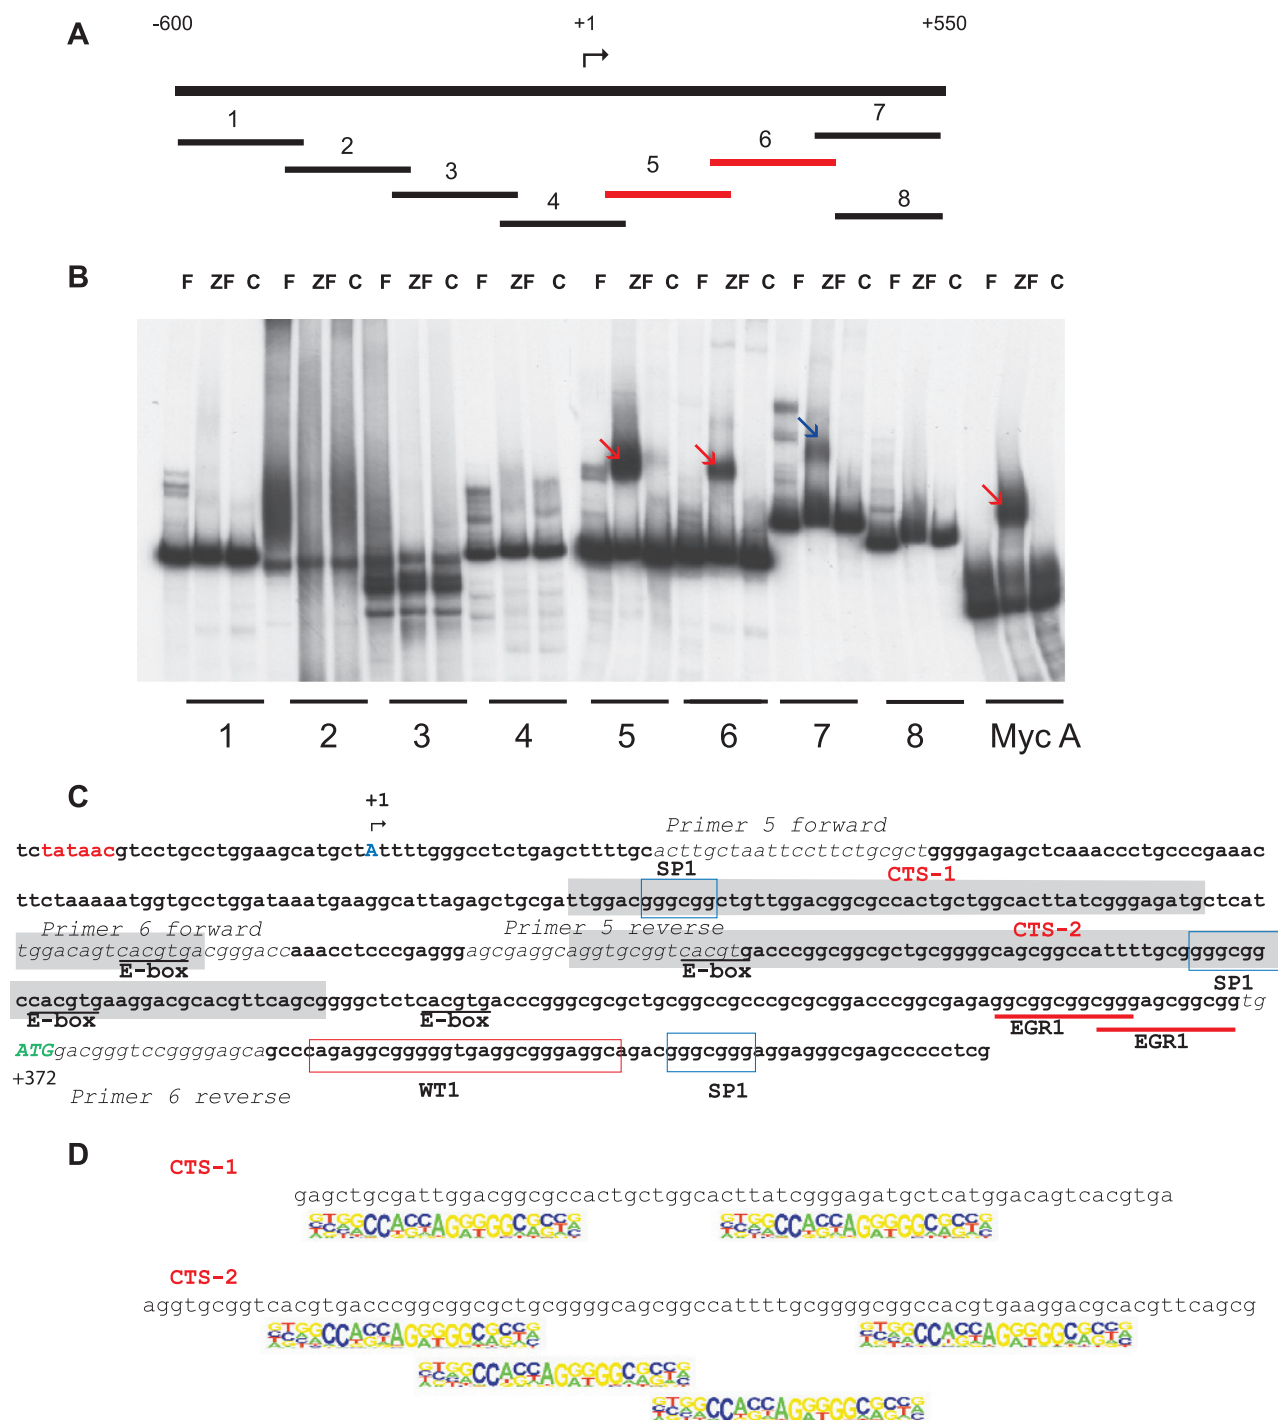 A
-600 +1 +550
1 2 3 4 5 6 7 8
B
F ZF C F ZF C F ZF C F ZF C F ZF C F ZF C F ZF C F ZF C F ZF C
1 2 3 4 5 6 7 8 Myc A
C
+1
Primer 5 forward
tctataacgtcctgcctggaagcatgctAttttgggcctctgagcttttgcacttgctaattccttctgcgctggggagagctcaaaccctgcccgaaac
SP1 CTS-1
ttctaaaaatggtgcctggataaatgaaggcattagagctgcgattggacgggcggctgttggacggcgccactgctggcacttatcgggagatgctcat
Primer 6 forward Primer 5 reverse CTS-2
tggacagtcacgtgacgggaccaaactcccgagggagcgaggcaggtgcggtcacgtgacccggcggcgctgcggggcagcggccattttgcggggcgg
E-box E-box SP1
ccacgtgaaggacgcacgttcagcggggctctcacgtgacccgggcgcgctgcggccgcccgcgcggacccggcgagaggcggcggcgggagcggcggtg
E-box E-box EGR1 EGR1
ATGgacgggtccggggagcagcccagaggcgggggtgaggcgggaggcagacgggcgggaggagggcgagccccctcg
+372 WT1 SP1
Primer 6 reverse
D
CTS-1
gagctgcgattggacggcgccactgctggcacttatcgggagatgctcatggacagtcacgtga
CTS-2
aggtgcggtcacgtgacccggcggcgctgcggggcagcggccattttgcggggcggccacgtgaaggacgcacgttcagcg